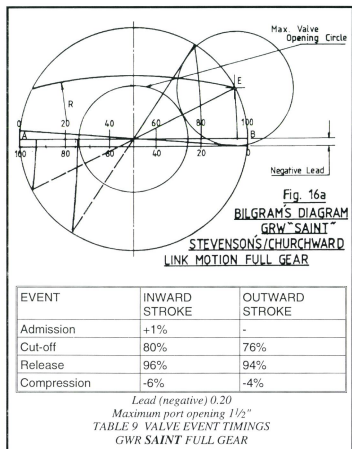 Max. Valve
Opening Circle
R
E
A
B
0 20 40 60 80 100
100 80 60 40 20 0
Negative Lead
Fig. 16a
BILGRAM'S DIAGRAM
GRW "SAINT"
STEVENSON'S/CHURCHWARD
LINK MOTION FULL GEAR
EVENT INWARD STROKE OUTWARD STROKE
Admission +1% -
Cut-off 80% 76%
Release 96% 94%
Compression -6% -4%
Lead (negative) 0.20
Maximum port opening 1½"
TABLE 9 VALVE EVENT TIMINGS
GWR SAINT FULL GEAR